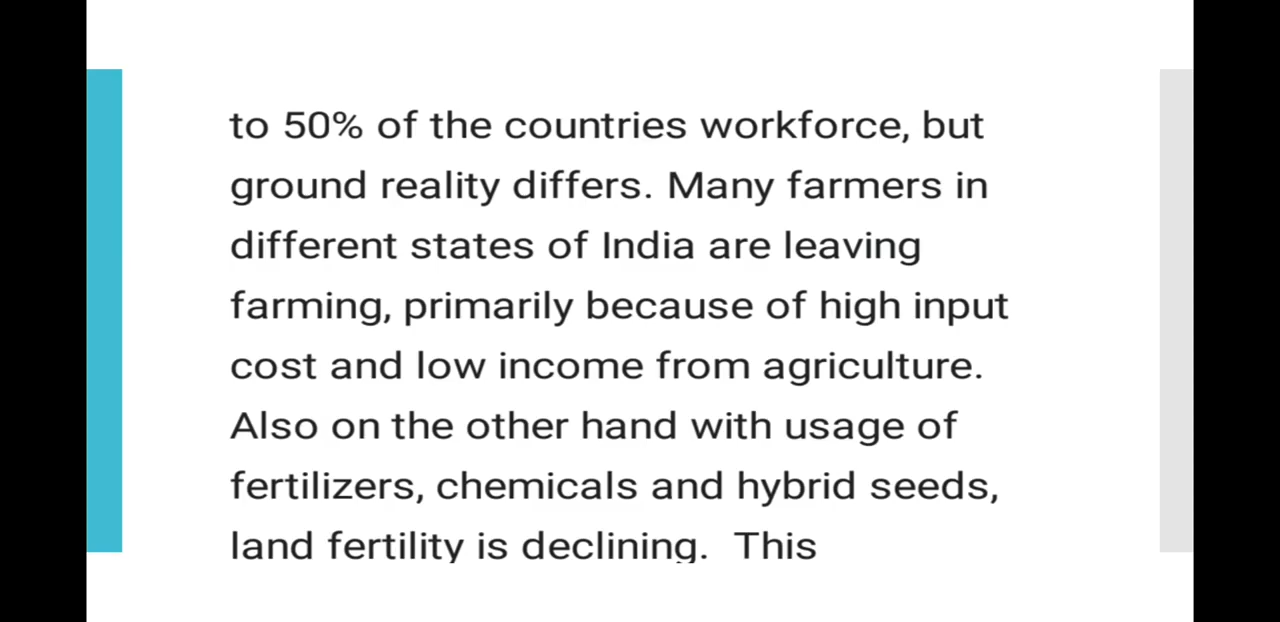 to 50% of the countries workforce, but
ground reality differs. Many farmers in
different states of India are leaving
farming, primarily because of high input
cost and low income from agriculture.
Also on the other hand with usage of
fertilizers, chemicals and hybrid seeds,
land fertility is declining.  This